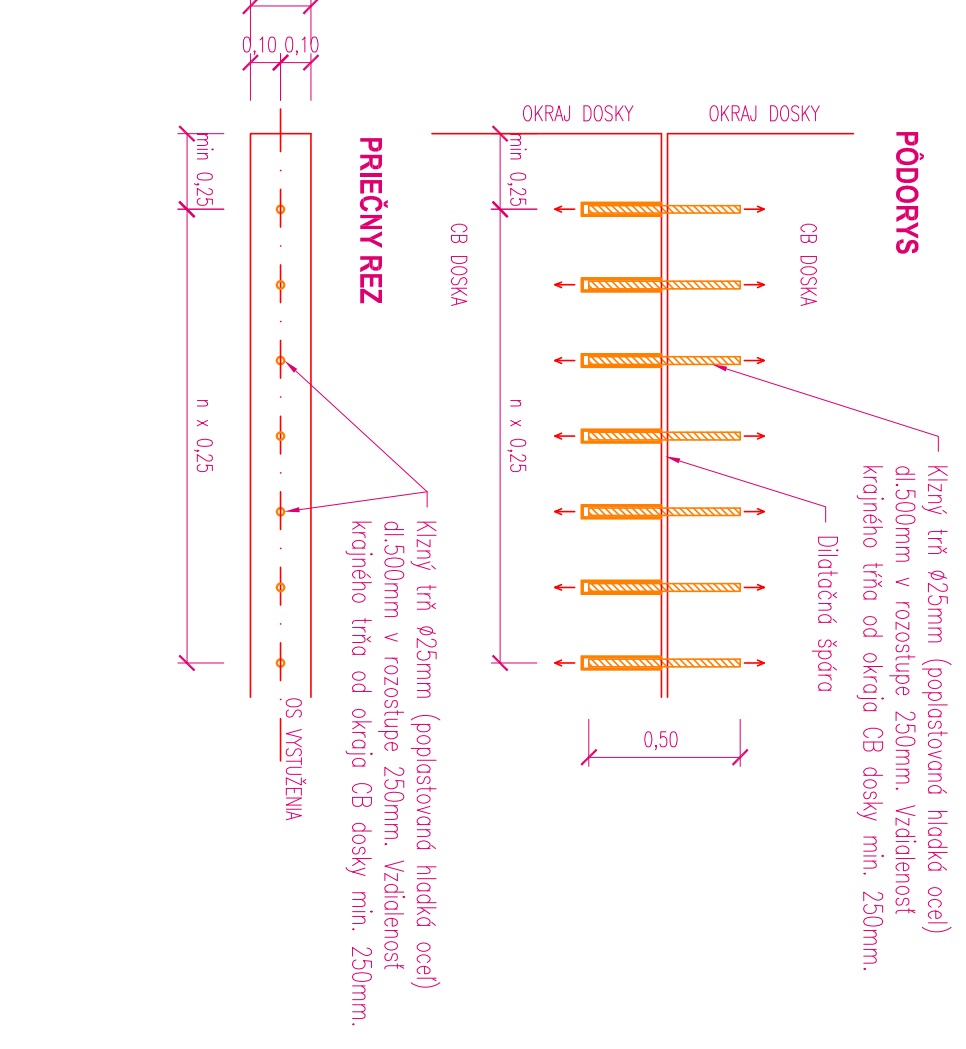 PÔDORYS
OKRAJ DOSKY
OKRAJ DOSKY
CB DOSKA
CB DOSKA
min 0,25
n x 0,25
0,50
Klzný trň ø25mm (poplastovaná hladká ocel)
dl.500mm v rozostupe 250mm. Vzdialenosť
krajného tŕňa od okraja CB dosky min. 250mm.
Dilatačná špára
PRIEČNY REZ
0,10
0,10
min 0,25
n x 0,25
Klzný trň ø25mm (poplastovaná hladká oceľ)
dl.500mm v rozostupe 250mm. Vzdialenosť
krajného tŕňa od okraja CB dosky min. 250mm.
OS VYSTUŽENIA